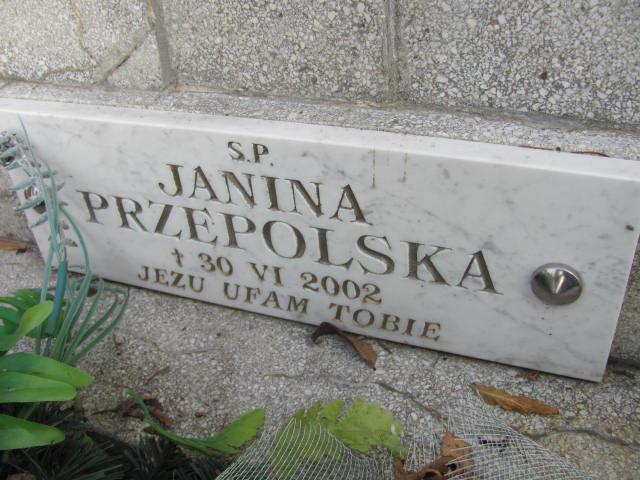 S.P.
JANINA
PRZEPOLSKA
† 30 VI 2002
JEZU UFAM TOBIE